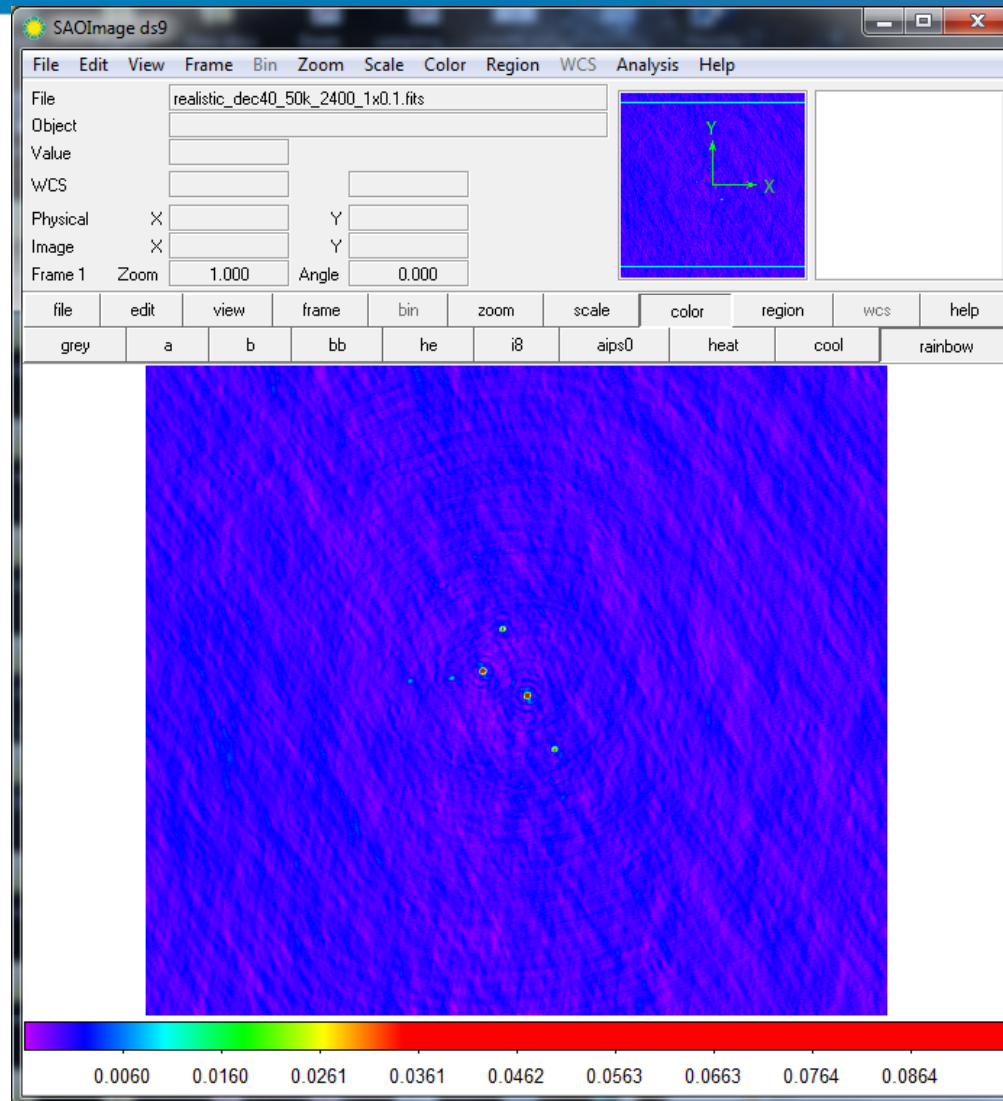 SAOImage ds9
File Edit View Frame Bin Zoom Scale Color Region WCS Analysis Help
File realistic_dec40_50k_2400_1x0.1.fits
Object
Value
WCS
Physical X Y
Image X Y
Frame 1 Zoom 1.000 Angle 0.000
Y
X
file edit view frame bin zoom scale color region wcs help
grey a b bb he i8 aips0 heat cool rainbow
0.0060 0.0160 0.0261 0.0361 0.0462 0.0563 0.0663 0.0764 0.0864